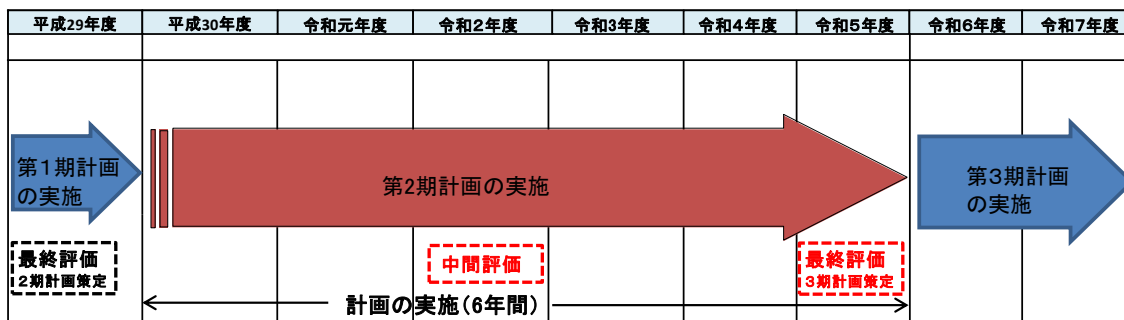 平成29年度 平成30年度 令和元年度 令和2年度 令和3年度 令和4年度 令和5年度 令和6年度 令和7年度
第1期計画
の実施
第2期計画の実施
第3期計画
の実施
最終評価
2期計画策定
中間評価
最終評価
3期計画策定
計画の実施(6年間)